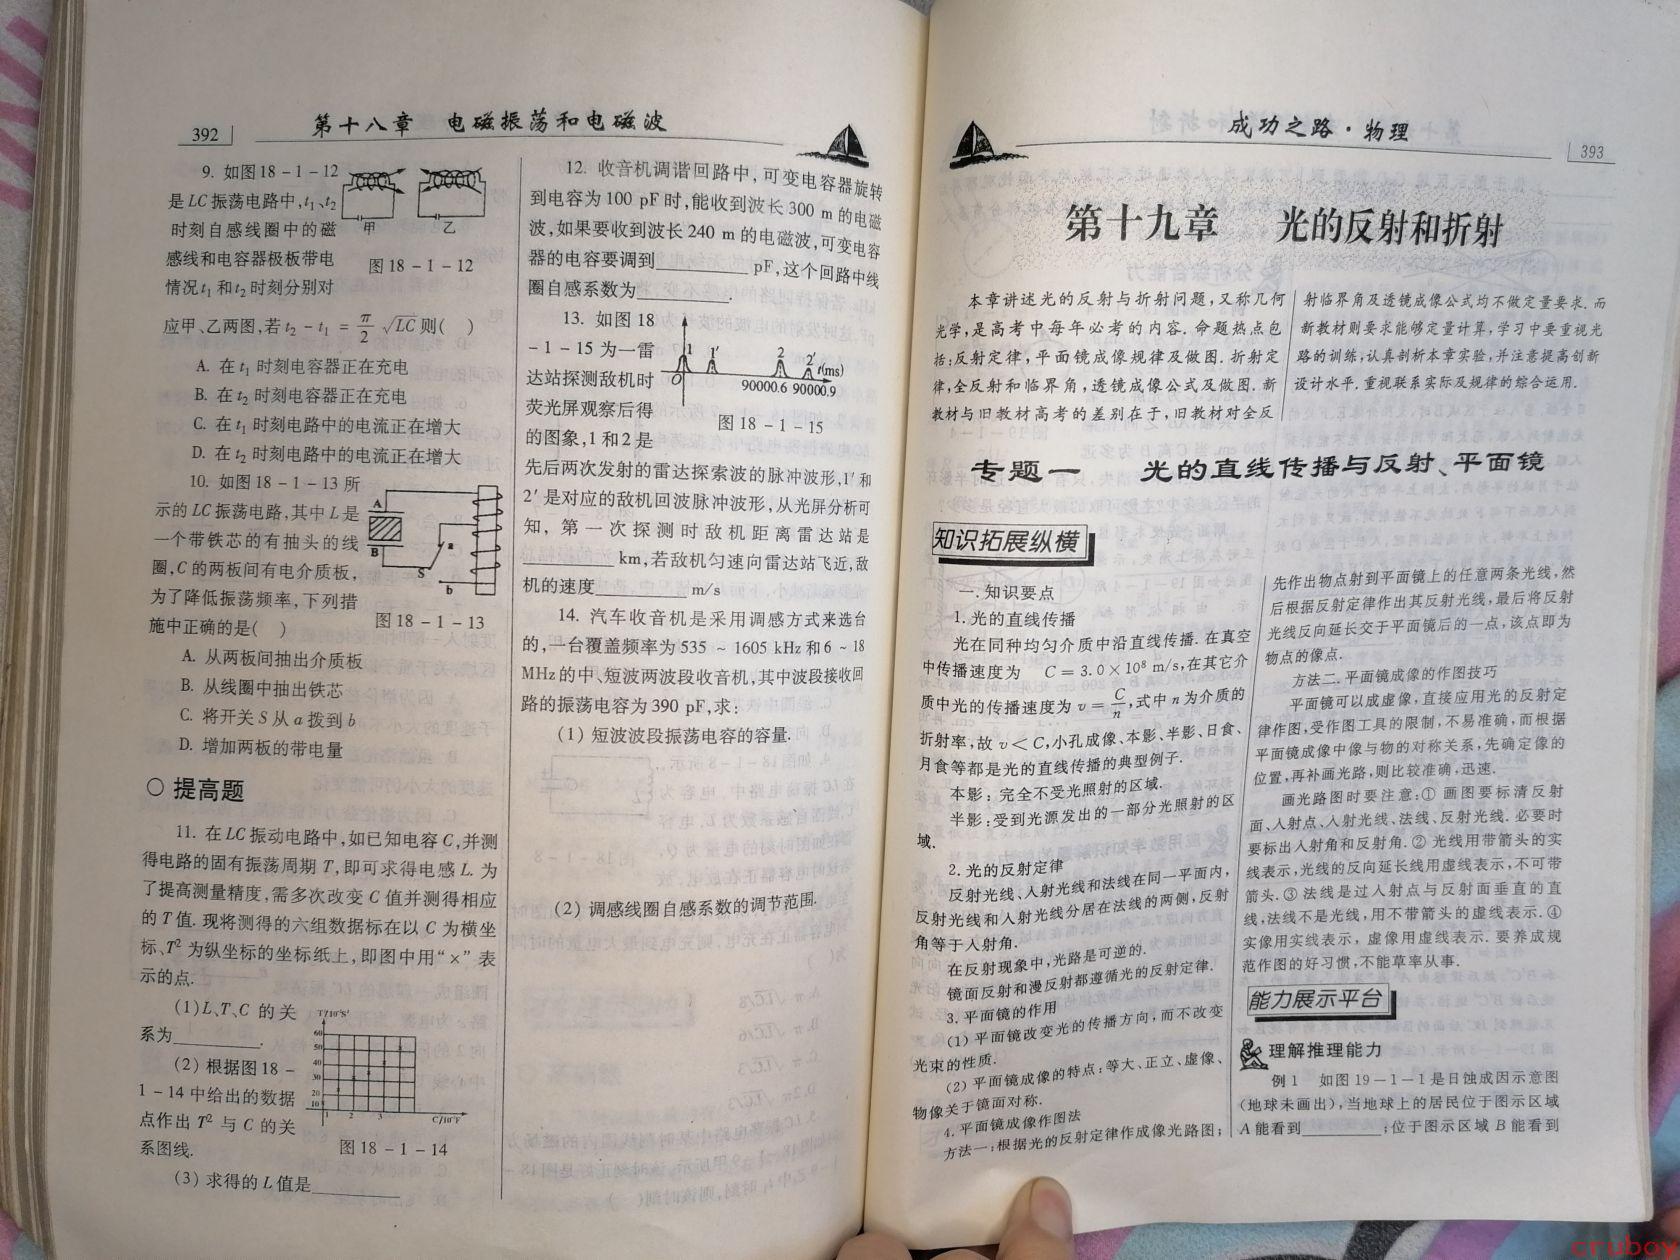 392
第十八章 电磁振荡和电磁波
9. 如图18-1-12
是LC振荡电路中,t₁、t₂
时刻自感线圈中的磁
感线和电容器极板带电
情况t₁和t₂时刻分别对
应甲、乙两图,若t₂-t₁=π/2 √LC则( )
甲
乙
图18-1-12
A. 在t₁时刻电容器正在充电
B. 在t₂时刻电容器正在充电
C. 在t₁时刻电路中的电流正在增大
D. 在t₂时刻电路中的电流正在增大
10. 如图18-1-13所
示的LC振荡电路,其中L是
一个带铁芯的有抽头的线
圈,C的两板间有电介质板,
为了降低振荡频率,下列措
施中正确的是( )
A
B
S
a
b
图18-1-13
A. 从两板间抽出介质板
B. 从线圈中抽出铁芯
C. 将开关S从a拨到b
D. 增加两板的带电量
○ 提高题
11. 在LC振动电路中,如已知电容C,并测
得电路的固有振荡周期T,即可求得电感L. 为
了提高测量精度,需多次改变C值并测得相应
的T值. 现将测得的六组数据标在以C为横坐
标、T²为纵坐标的坐标纸上,即图中用“×”表
示的点.
(1)L、T、C的关
系为________.
(2) 根据图18-
1-14中给出的数据
点作出T²与C的关
系图线.
60
50
40
30
20
10
1 2 3
图18-1-14
(3) 求得的L值是________
12. 收音机调谐回路中,可变电容器旋转
到电容为100 pF时,能收到波长300 m的电磁
波,如果要收到波长240 m的电磁波,可变电容
器的电容要调到________pF,这个回路中线
圈自感系数为________.
13. 如图18
-1-15为一雷
达站探测敌机时
荧光屏观察后得
的图象,1和2是
1 1′ 2 2′ t(ms)
O 90000.6 90000.9
图18-1-15
先后两次发射的雷达探索波的脉冲波形,1′和
2′是对应的敌机回波脉冲波形,从光屏分析可
知,第一次探测时敌机距离雷达站是
________km,若敌机匀速向雷达站飞近,敌
机的速度________m/s
14. 汽车收音机是采用调感方式来选台
的,一台覆盖频率为535 ~ 1605 kHz和6 ~ 18
MHz的中、短波两波段收音机,其中波段接收回
路的振荡电容为390 pF,求:
(1) 短波波段振荡电容的容量.
(2) 调感线圈自感系数的调节范围.
成功之路·物理
393
第十九章 光的反射和折射
本章讲述光的反射与折射问题,又称几何
光学,是高考中每年必考的内容. 命题热点包
括:反射定律,平面镜成像规律及做图. 折射定
律,全反射和临界角,透镜成像公式及做图. 新
教材与旧教材高考的差别在于,旧教材对全反
射临界角及透镜成像公式均不做定量要求. 而
新教材则要求能够定量计算,学习中要重视光
路的训练,认真剖析本章实验,并注意提高创新
设计水平. 重视联系实际及规律的综合运用.
专题一 光的直线传播与反射、平面镜
知识拓展纵横
一. 知识要点
1. 光的直线传播
光在同种均匀介质中沿直线传播. 在真空
中传播速度为 C=3.0×10⁸ m/s,在其它介
质中光的传播速度为v=C/n,式中n为介质的
折射率,故v<C,小孔成像、本影、半影、日食、
月食等都是光的直线传播的典型例子.
本影:完全不受光照射的区域.
半影:受到光源发出的一部分光照射的区
域.
2. 光的反射定律
反射光线、入射光线和法线在同一平面内,
反射光线和入射光线分居在法线的两侧,反射
角等于入射角.
在反射现象中,光路是可逆的.
镜面反射和漫反射都遵循光的反射定律.
3. 平面镜的作用
(1) 平面镜改变光的传播方向,而不改变
光束的性质.
(2) 平面镜成像的特点:等大、正立、虚像、
物像关于镜面对称.
4. 平面镜成像作图法
方法一:根据光的反射定律作成像光路图;
先作出物点射到平面镜上的任意两条光线,然
后根据反射定律作出其反射光线,最后将反射
光线反向延长交于平面镜后的一点,该点即为
物点的像点.
方法二. 平面镜成像的作图技巧
平面镜可以成虚像,直接应用光的反射定
律作图,受作图工具的限制,不易准确,而根据
平面镜成像中像与物的对称关系,先确定像的
位置,再补画光路,则比较准确,迅速.
画光路图时要注意:① 画图要标清反射
面、入射点、入射光线、法线、反射光线. 必要时
要标出入射角和反射角. ② 光线用带箭头的实
线表示,光线的反向延长线用虚线表示,不可带
箭头. ③ 法线是过入射点与反射面垂直的直
线,法线不是光线,用不带箭头的虚线表示. ④
实像用实线表示,虚像用虚线表示. 要养成规
范作图的好习惯,不能草率从事.
能力展示平台
理解推理能力
例1 如图19-1-1是日蚀成因示意图
(地球未画出),当地球上的居民位于图示区域
A能看到________;位于图示区域B能看到
crubox